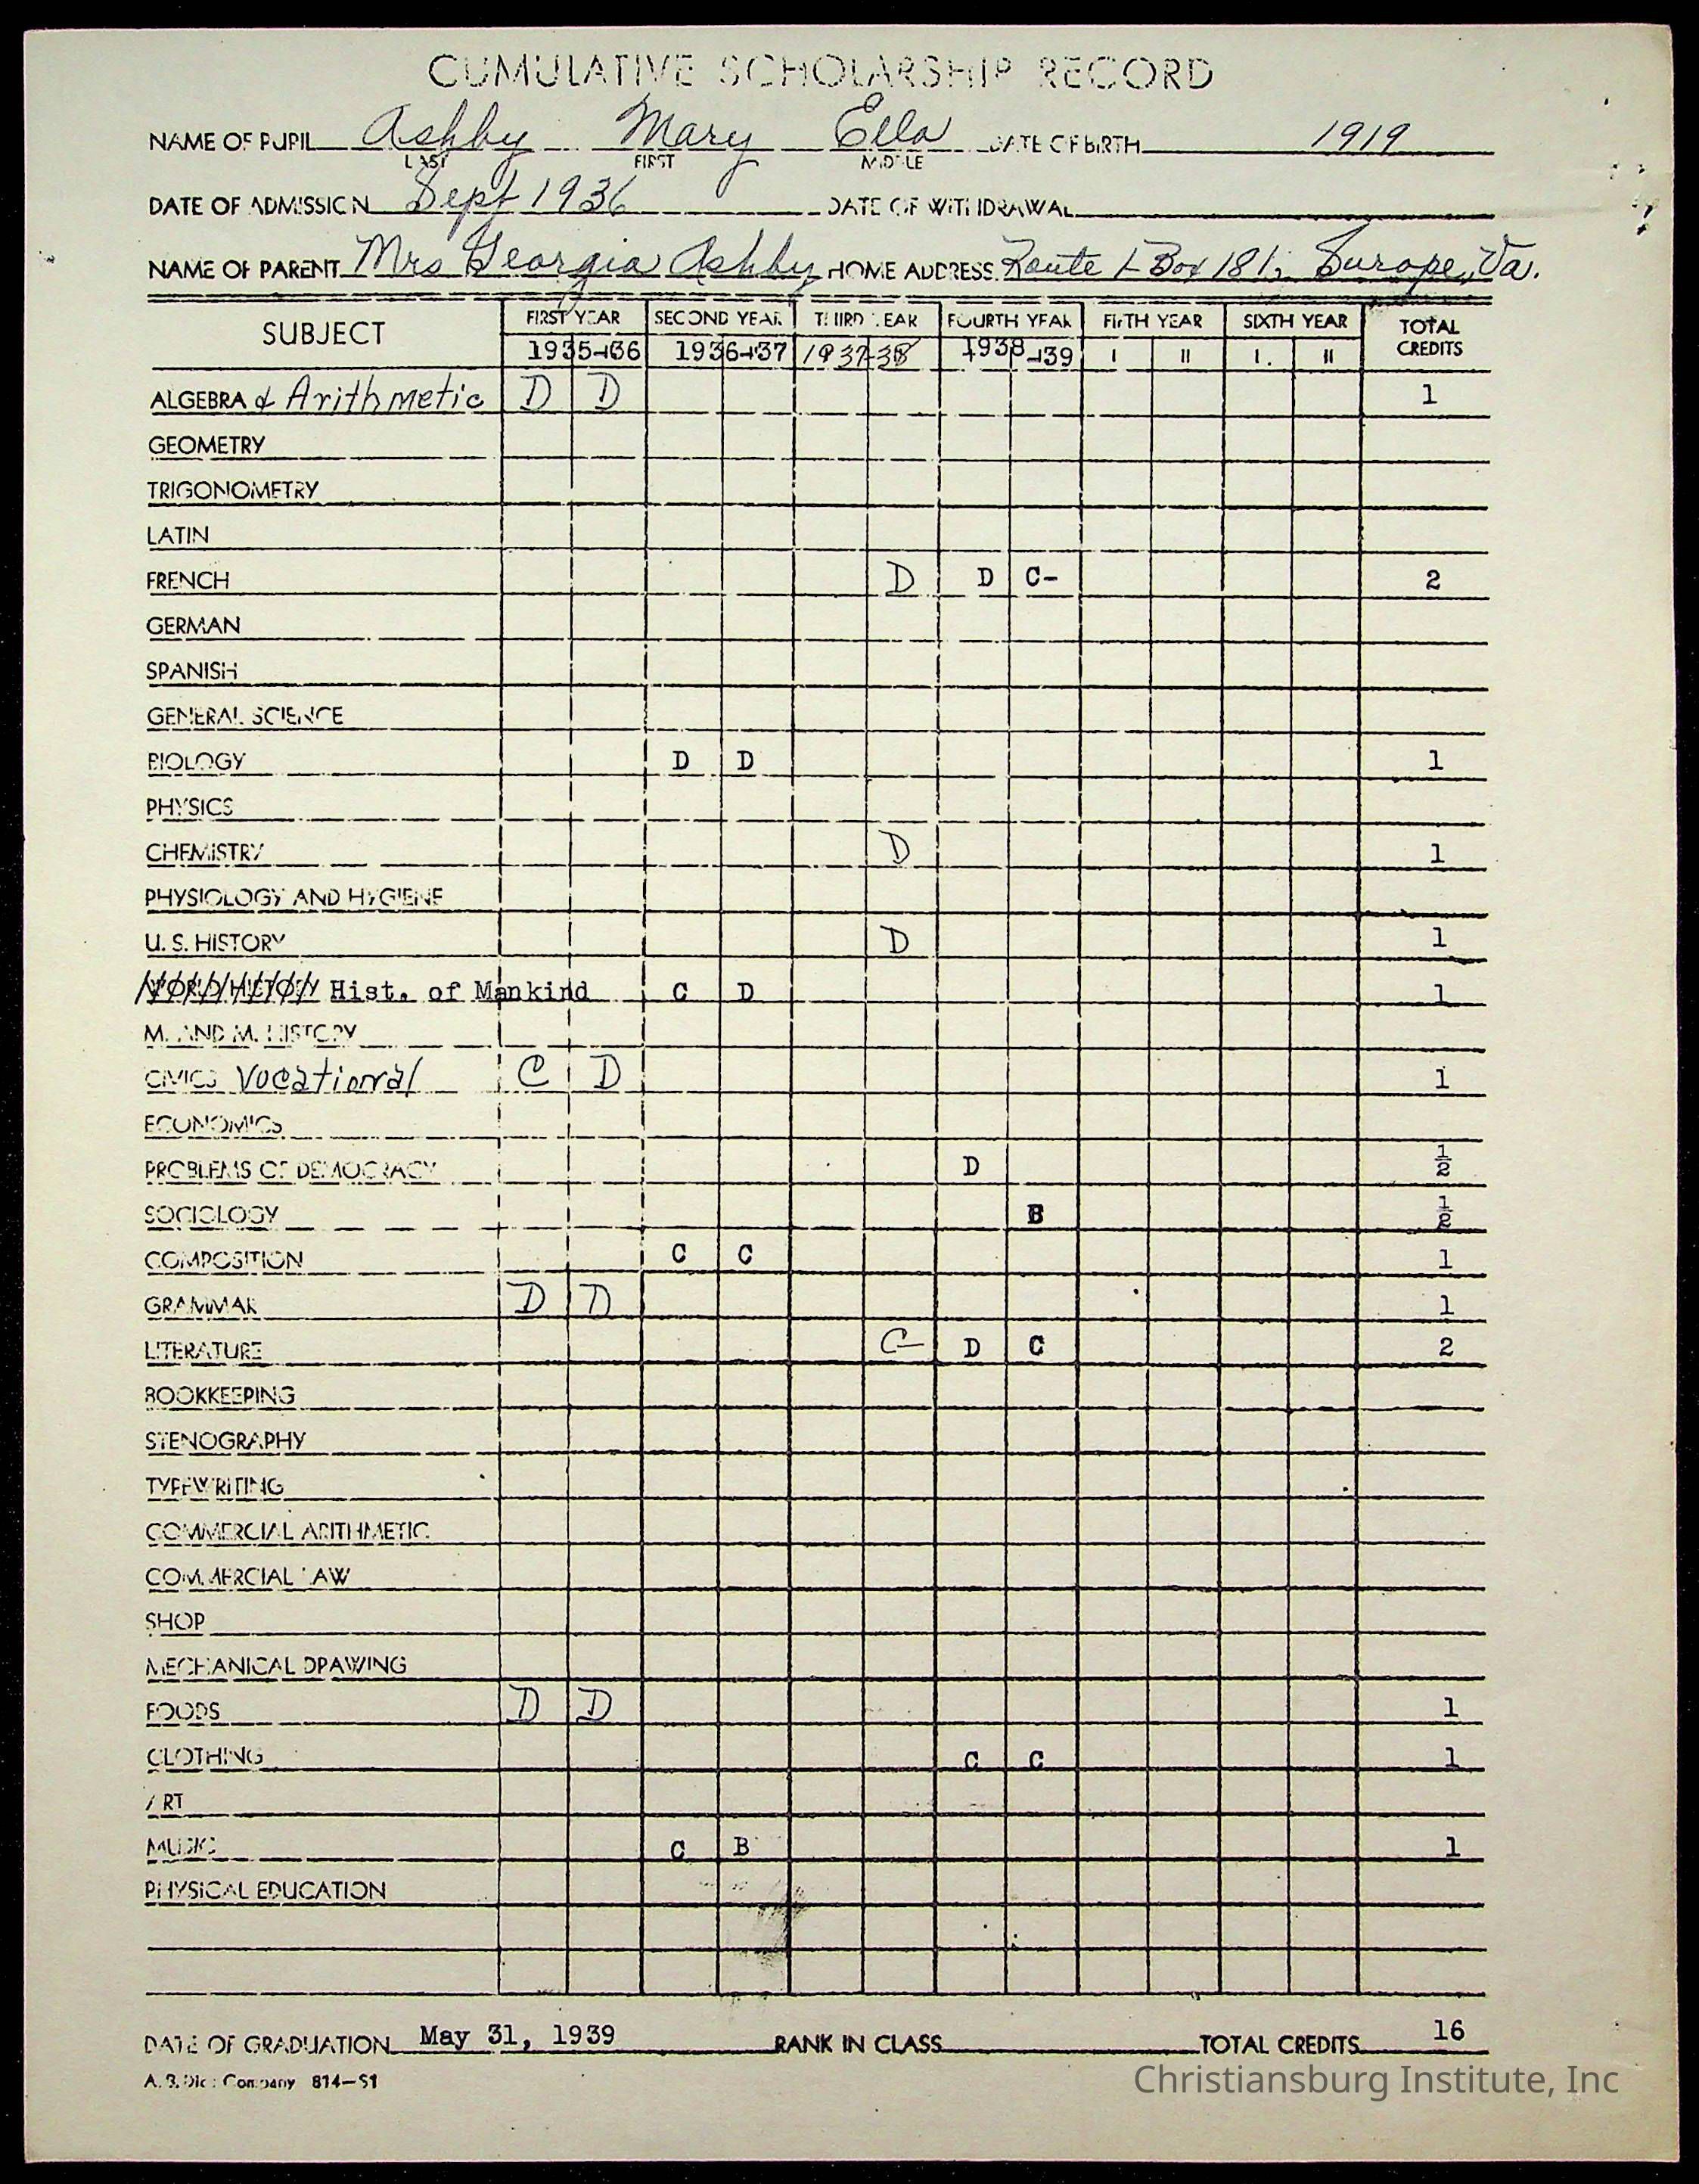 CUMULATIVE SCHOLARSHIP RECORD
NAME OF PUPIL Ashby Mary Ella DATE OF BIRTH 1919
LAST FIRST MIDDLE
DATE OF ADMISSION Sept 1936 DATE OF WITHDRAWAL
NAME OF PARENT Mrs Georgia Ashby HOME ADDRESS Route 1 Box 181, Europe, Va.
SUBJECT FIRST YEAR SECOND YEAR THIRD YEAR FOURTH YEAR FIFTH YEAR SIXTH YEAR TOTAL CREDITS
1935-36 1936-37 1937-38 1938-39 I II I. II
ALGEBRA & Arithmetic D D 1
GEOMETRY
TRIGONOMETRY
LATIN
FRENCH D D C- 2
GERMAN
SPANISH
GENERAL SCIENCE
BIOLOGY D D 1
PHYSICS
CHEMISTRY D 1
PHYSIOLOGY AND HYGIENE
U. S. HISTORY D 1
WORLD HISTORY Hist. of Mankind C D 1
M. AND M. HISTORY
CIVICS Vocational C D 1
ECONOMICS
PROBLEMS OF DEMOCRACY D 1/2
SOCIOLOGY B 1/2
COMPOSITION C C 1
GRAMMAR D D 1
LITERATURE C- D C 2
BOOKKEEPING
STENOGRAPHY
TYPEWRITING
COMMERCIAL ARITHMETIC
COMMERCIAL LAW
SHOP
MECHANICAL DRAWING
FOODS D D 1
CLOTHING C C 1
ART
MUSIC C B 1
PHYSICAL EDUCATION
DATE OF GRADUATION May 31, 1939 RANK IN CLASS TOTAL CREDITS 16
A. B. Dick Company 814-S1
Christiansburg Institute, Inc